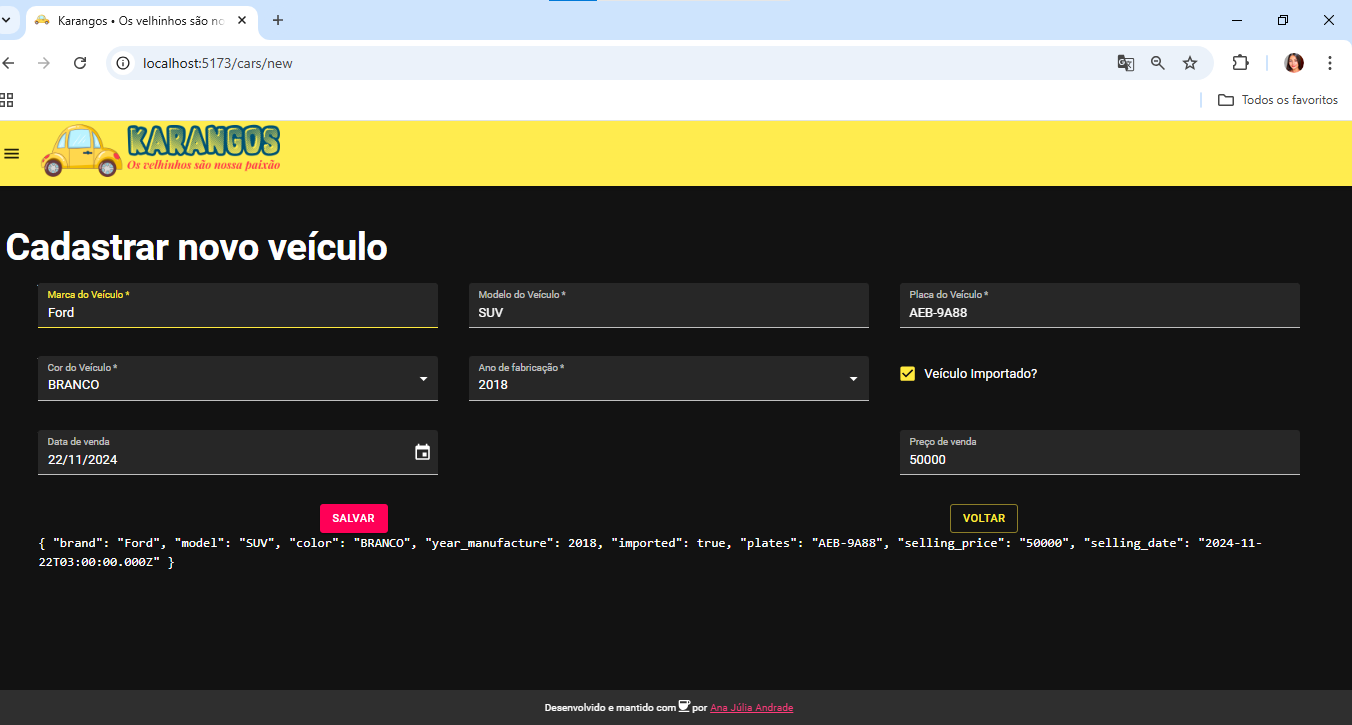 Karangos • Os velhinhos são no
localhost:5173/cars/new
Todos os favoritos
KARANGOS
Os velhinhos são nossa paixão
Cadastrar novo veículo
Marca do Veículo * Modelo do Veículo * Placa do Veículo *
Ford SUV AEB-9A88
Cor do Veículo * Ano de fabricação *
BRANCO 2018 Veículo Importado?
Data de venda Preço de venda
22/11/2024 50000
SALVAR VOLTAR
{ "brand": "Ford", "model": "SUV", "color": "BRANCO", "year_manufacture": 2018, "imported": true, "plates": "AEB-9A88", "selling_price": "50000", "selling_date": "2024-11-
22T03:00:00.000Z" }
Desenvolvido e mantido com por Ana Júlia Andrade